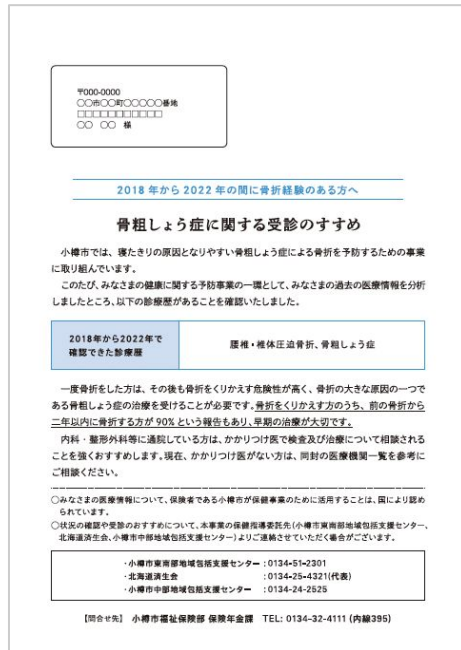 〒000-0000
○○市○○町○○○○○番地
□□□□□□□□□□□
○○ ○○ 様
2018 年から 2022 年の間に骨折経験のある方へ
骨粗しょう症に関する受診のすすめ
小樽市では、寝たきりの原因となりやすい骨粗しょう症による骨折を予防するための事業
に取り組んでいます。
このたび、みなさまの健康に関する予防事業の一環として、みなさまの過去の医療情報を分析
しましたところ、以下の診療歴があることを確認いたしました。
2018年から2022年で
確認できた診療歴
腰椎・椎体圧迫骨折、骨粗しょう症
一度骨折をした方は、その後も骨折をくりかえす危険性が高く、骨折の大きな原因の一つで
ある骨粗しょう症の治療を受けることが必要です。骨折をくりかえす方のうち、前の骨折から
二年以内に骨折する方が 90% という報告もあり、早期の治療が大切です。
内科・整形外科等に通院している方は、かかりつけ医で検査及び治療について相談される
ことを強くおすすめします。現在、かかりつけ医がない方は、同封の医療機関一覧を参考に
ご相談ください。
○みなさまの医療情報について、保険者である小樽市が保健事業のために活用することは、国により認め
られています。
○状況の確認や受診のおすすめについて、本事業の保健指導委託先(小樽市東南部地域包括支援センター、
北海道済生会、小樽市中部地域包括支援センター)よりご連絡させていただく場合がございます。
・小樽市東南部地域包括支援センター:0134-51-2301
・北海道済生会 :0134-25-4321(代表)
・小樽市中部地域包括支援センター :0134-24-2525
【問合せ先】 小樽市福祉保険部 保険年金課 TEL: 0134-32-4111 (内線395)